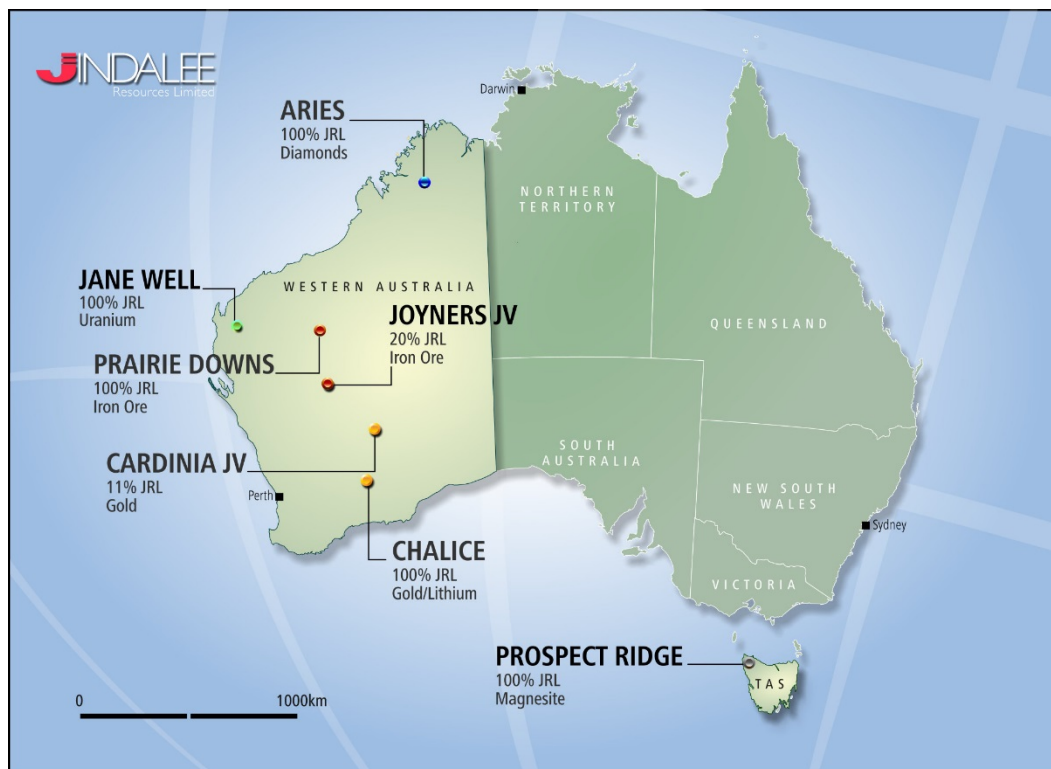 JINDALEE
Resources Limited
Darwin
ARIES
100% JRL
Diamonds
NORTHERN
TERRITORY
JANE WELL
100% JRL
Uranium
WESTERN AUSTRALIA
JOYNERS JV
20% JRL
Iron Ore
QUEENSLAND
PRAIRIE DOWNS
100% JRL
Iron Ore
CARDINIA JV
11% JRL
Gold
SOUTH
AUSTRALIA
Perth
NEW SOUTH
WALES
Sydney
CHALICE
100% JRL
Gold/Lithium
VICTORIA
PROSPECT RIDGE
100% JRL
Magnesite
TAS
0
1000km